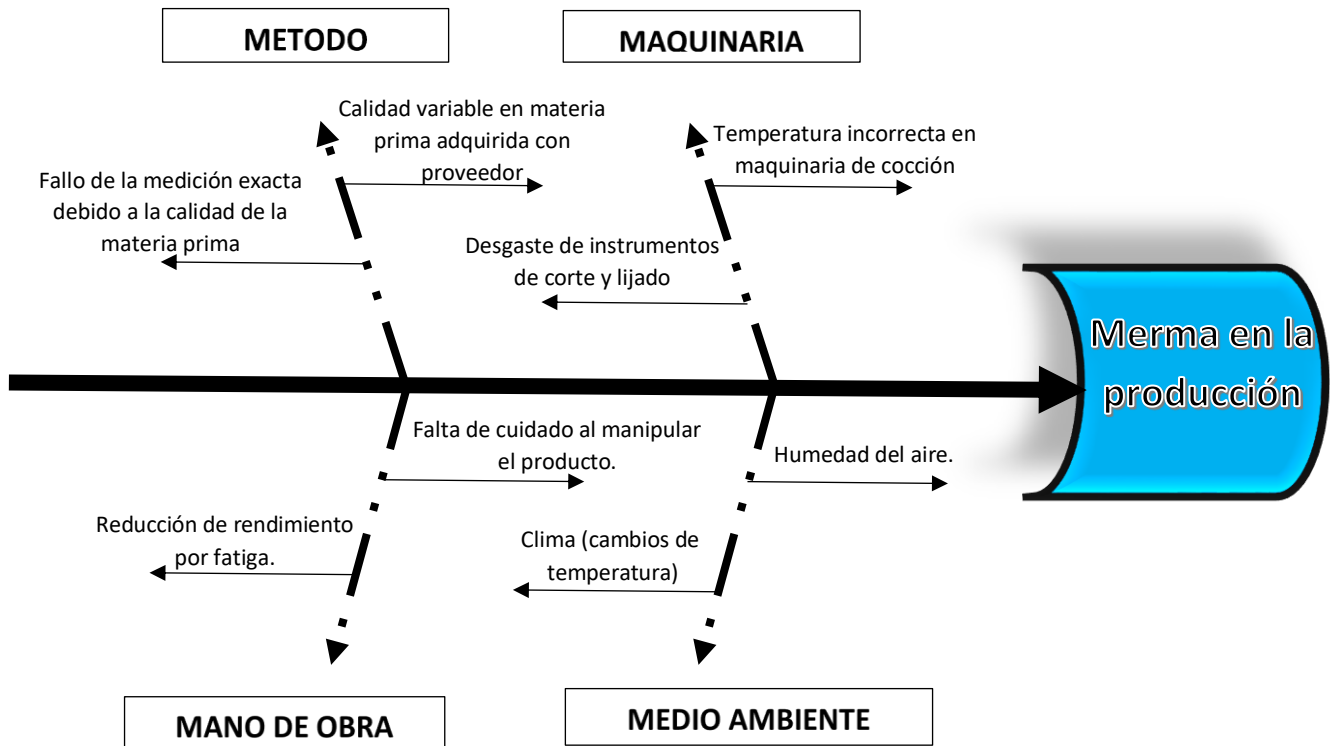 METODO
MAQUINARIA
Calidad variable en materia
prima adquirida con
proveedor
Temperatura incorrecta en
maquinaria de cocción
Fallo de la medición exacta
debido a la calidad de la
materia prima
Desgaste de instrumentos
de corte y lijado
Merma en la
producción
Falta de cuidado al manipular
el producto.
Humedad del aire.
Reducción de rendimiento
por fatiga.
Clima (cambios de
temperatura)
MANO DE OBRA
MEDIO AMBIENTE